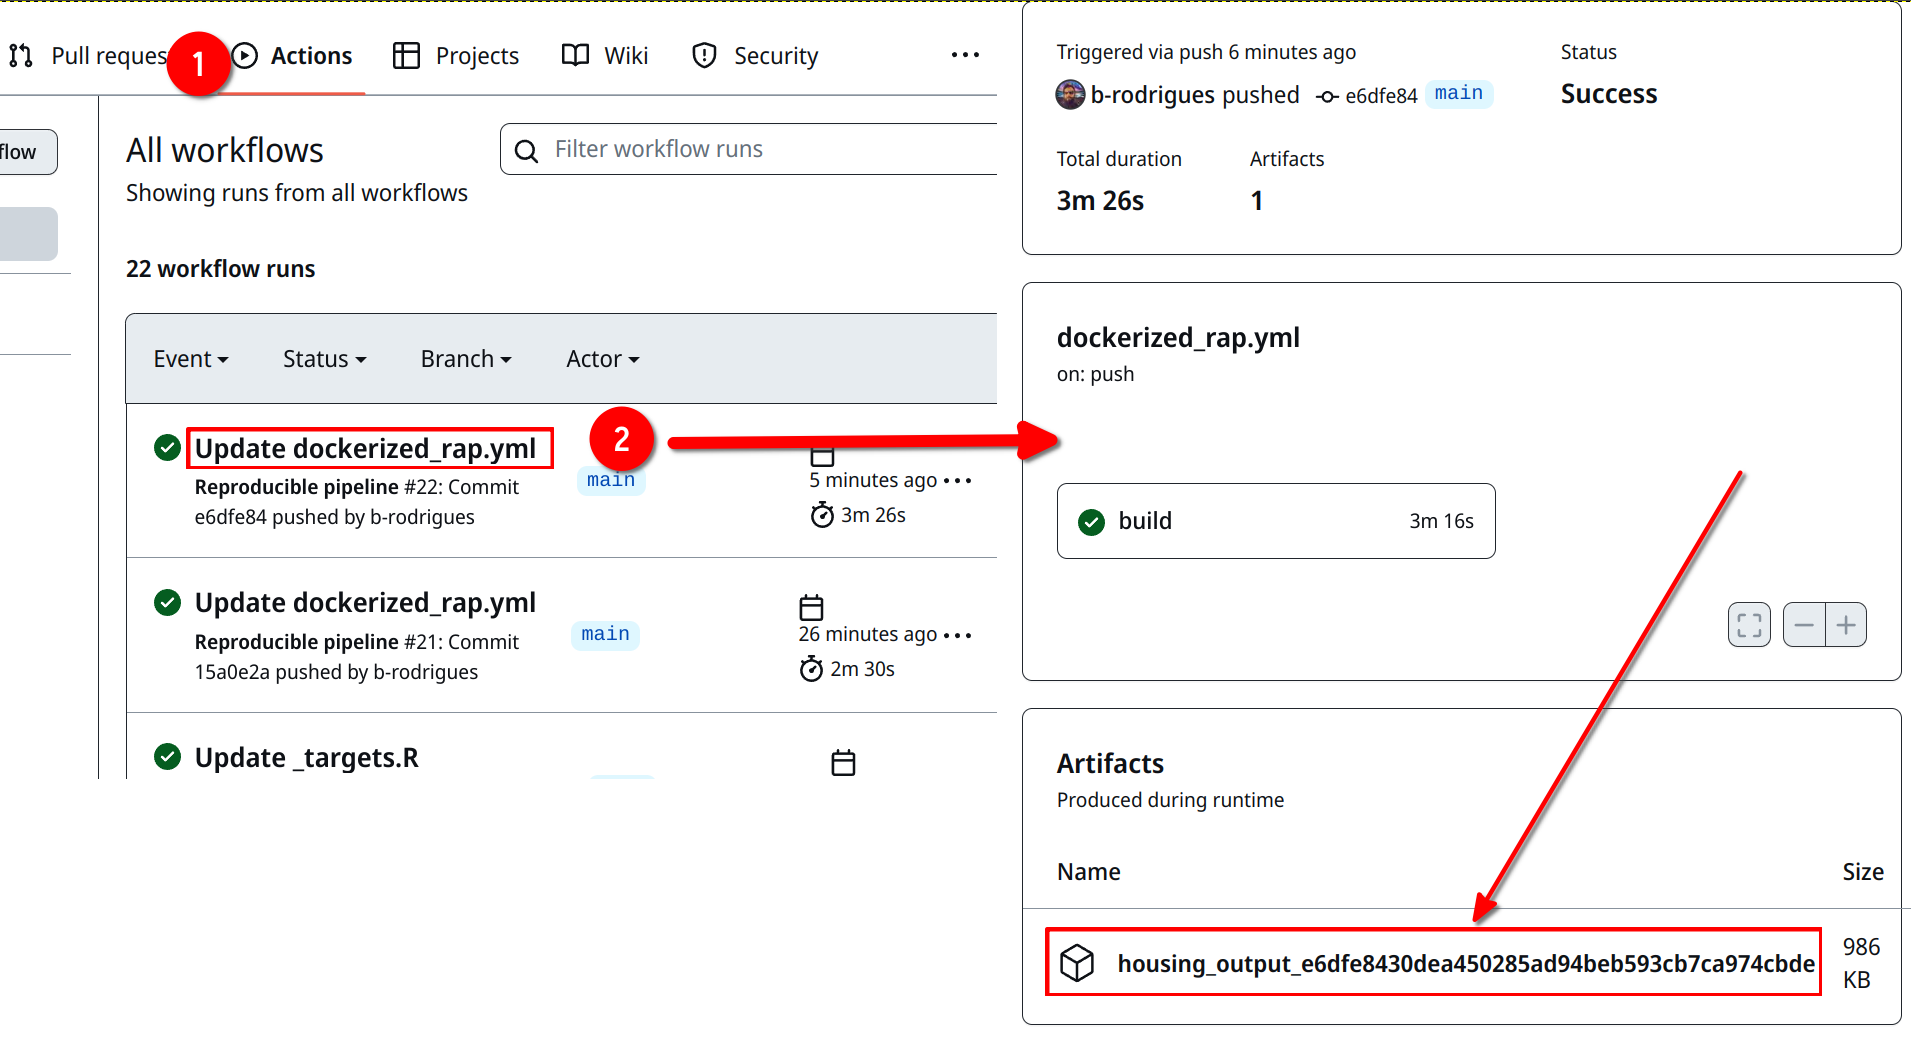 Pull reques
1
Actions
Projects
Wiki
Security
flow
All workflows
Filter workflow runs
Showing runs from all workflows
22 workflow runs
Event
Status
Branch
Actor
Update dockerized_rap.yml
2
main
Reproducible pipeline #22: Commit
e6dfe84 pushed by b-rodrigues
5 minutes ago
3m 26s
Update dockerized_rap.yml
Reproducible pipeline #21: Commit
15a0e2a pushed by b-rodrigues
main
26 minutes ago
2m 30s
Update _targets.R
Triggered via push 6 minutes ago
b-rodrigues pushed e6dfe84 main
Status
Success
Total duration
3m 26s
Artifacts
1
dockerized_rap.yml
on: push
build
3m 16s
Artifacts
Produced during runtime
Name
Size
housing_output_e6dfe8430dea450285ad94beb593cb7ca974cbde
986
KB